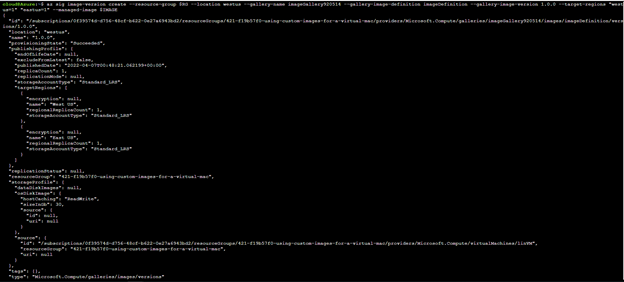 cloud@Azure:~$ az sig image-version create --resource-group $RG --location westus --gallery-name imageGallery920514 --gallery-image-definition imageDefinition --gallery-image-version 1.0.0 --target-regions "westus=1" "eastus=1" --managed-image $IMAGE
{
"id": "/subscriptions/0f39574d-d756-48cf-b622-0e27a6943bd2/resourceGroups/421-f19b57f0-using-custom-images-for-a-virtual-mac/providers/Microsoft.Compute/galleries/imageGallery920514/images/imageDefinition/versions/1.0.0",
"location": "westus",
"name": "1.0.0",
"provisioningState": "Succeeded",
"publishingProfile": {
"endOfLifeDate": null,
"excludeFromLatest": false,
"publishedDate": "2022-04-07T00:46:21.062199+00:00",
"replicaCount": 1,
"replicationMode": null,
"storageAccountType": "Standard_LRS",
"targetRegions": [
{
"encryption": null,
"name": "West US",
"regionalReplicaCount": 1,
"storageAccountType": "Standard_LRS"
},
{
"encryption": null,
"name": "East US",
"regionalReplicaCount": 1,
"storageAccountType": "Standard_LRS"
}
]
},
"replicationStatus": null,
"resourceGroup": "421-f19b57f0-using-custom-images-for-a-virtual-mac",
"storageProfile": {
"dataDiskImages": null,
"osDiskImage": {
"hostCaching": "ReadWrite",
"sizeInGb": 30,
"source": {
"id": null,
"uri": null
}
},
"source": {
"id": "/subscriptions/0f39574d-d756-48cf-b622-0e27a6943bd2/resourceGroups/421-f19b57f0-using-custom-images-for-a-virtual-mac/providers/Microsoft.Compute/virtualMachines/linVM",
"resourceGroup": "421-f19b57f0-using-custom-images-for-a-virtual-mac",
"uri": null
}
},
"tags": {},
"type": "Microsoft.Compute/galleries/images/versions"